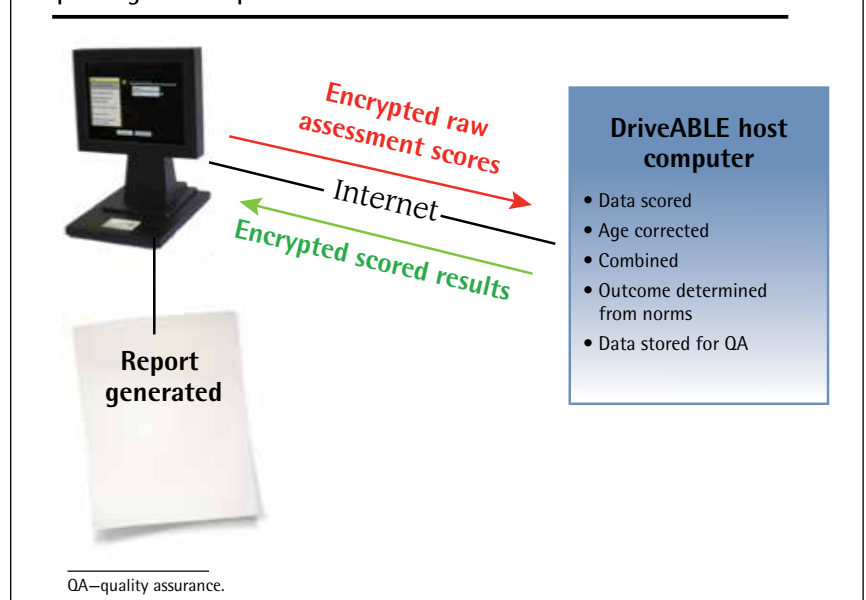 Encrypted raw
assessment scores
Internet
Encrypted scored results
DriveABLE host
computer
• Data scored
• Age corrected
• Combined
• Outcome determined
from norms
• Data stored for QA
Report
generated
QA—quality assurance.